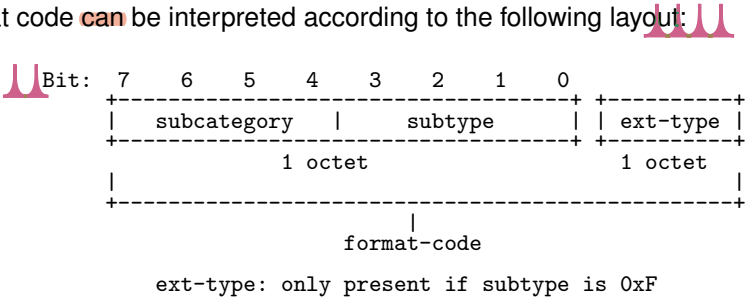 t code can be interpreted according to the following layout:
Bit: 7 6 5 4 3 2 1 0
+------------------------------+ +----------+
| subcategory | subtype | | ext-type |
+------------------------------+ +----------+
1 octet 1 octet
| |
+-------------------------------------------------+
|
format-code
ext-type: only present if subtype is 0xF